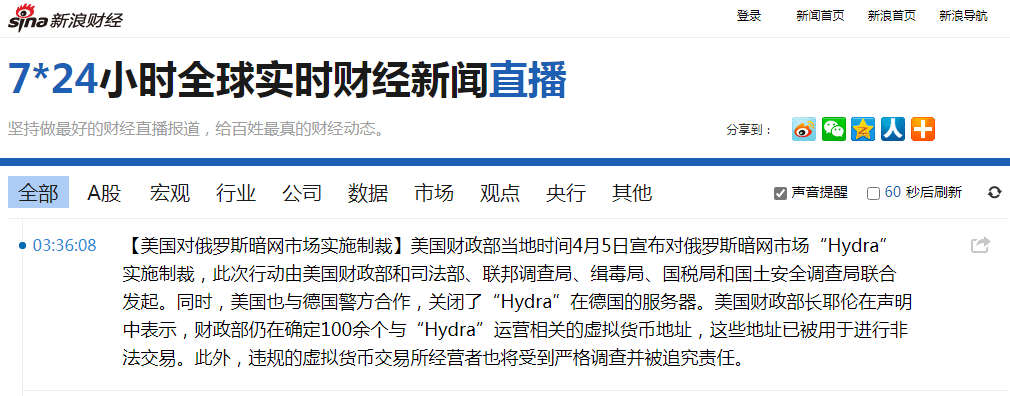 sina新浪财经
登录 新闻首页 新浪首页 新浪导航
7*24小时全球实时财经新闻直播
坚持做最好的财经直播报道，给百姓最真的财经动态。
分享到：
全部 A股 宏观 行业 公司 数据 市场 观点 央行 其他
声音提醒 60 秒后刷新
03:36:08 【美国对俄罗斯暗网市场实施制裁】美国财政部当地时间4月5日宣布对俄罗斯暗网市场“Hydra”
实施制裁，此次行动由美国财政部和司法部、联邦调查局、缉毒局、国税局和国土安全调查局联合
发起。同时，美国也与德国警方合作，关闭了“Hydra”在德国的服务器。美国财政部长耶伦在声明
中表示，财政部仍在确定100余个与“Hydra”运营相关的虚拟货币地址，这些地址已被用于进行非
法交易。此外，违规的虚拟货币交易所经营者也将受到严格调查并被追究责任。